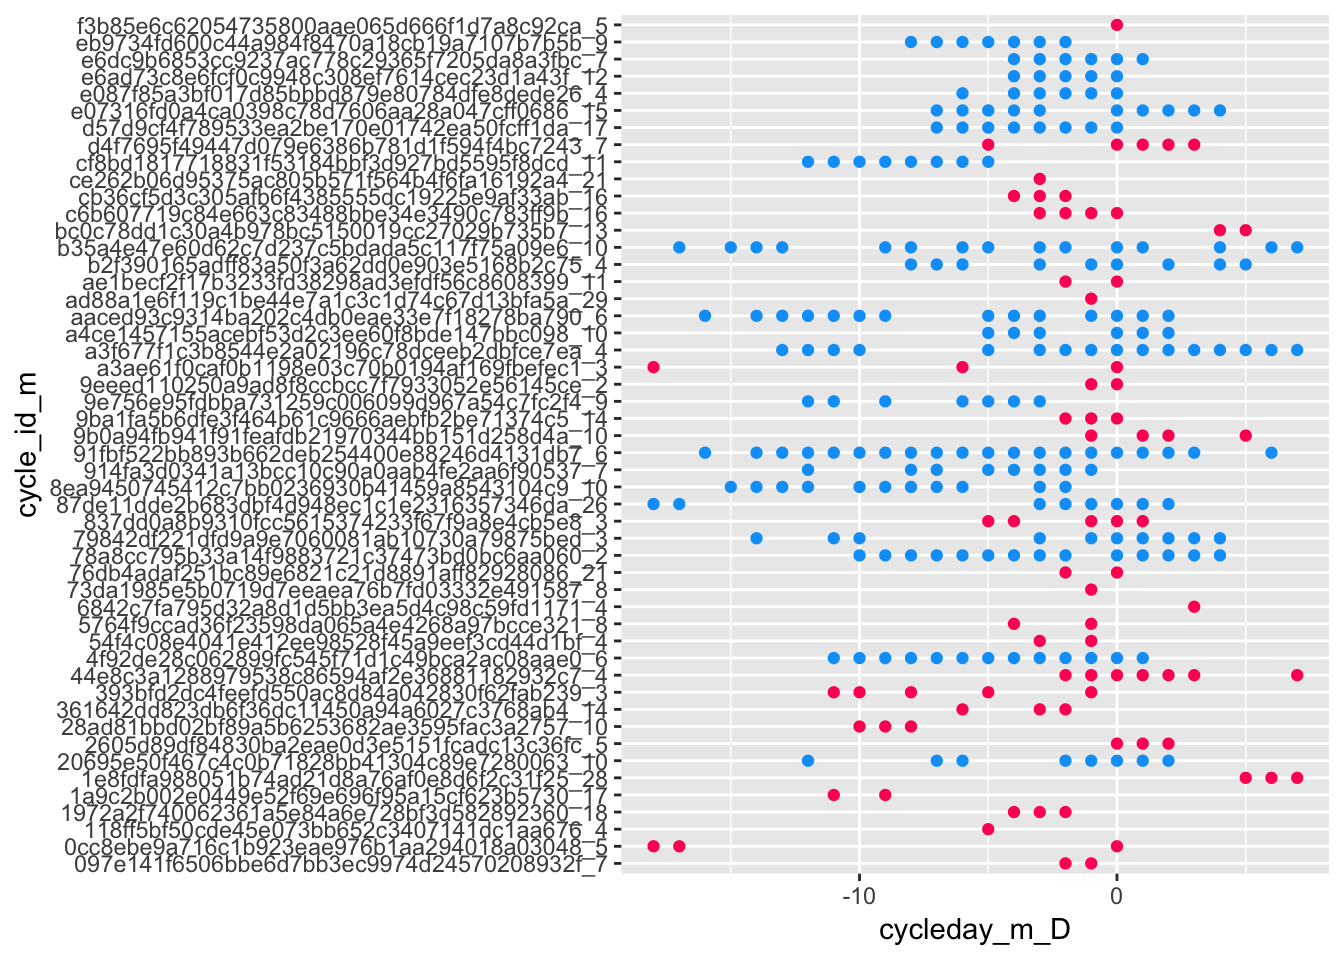 f3b85e6c62054735800aae065d666f1d7a8c92ca_5
eb9734fd600c44a984f8470a18cb19a7107b7b5b_9
e6dc9b6853cc9237ac778c29365f7205da8a3fbc_7
e6ad73c8e6fcf0c9948c308ef7614cec23d1a43f_12
e087f85a3bf017d85bbbd879e80784dfe8dede26_4
e07316fd0a4ca0398c78d7606aa28a047cff0686_15
d57d9cf4f789533ea2be170e01742ea50fcff1da_17
d4f7695f49447d079e6386b781d1f594f4bc7243_7
cf8bd1817718831f53184bbf3d927bd5595f8dcd_11
ce262b06d95375ac805b571f564b4f6fa16192a4_21
cb36cf5d3c305afb6f4385555dc19225e9af33ab_16
c6b607719c84e663c83488bbe34e3490c783ff9b_16
bc0c78dd1c30a4b978bc5150019cc27029b735b7_13
b35a4e47e60d62c7d237c5bdada5c117f75a09e6_10
b2f390165adff83a50f3a62dd0e903e5168b2c75_4
ae1becf2f17b3233fd38298ad3efdf56c8608399_11
ad88a1e6f119c1be44e7a1c3c1d74c67d13bfa5a_29
aaced93c9314ba202c4db0eae33e7f18278ba790_6
a4ce1457155acebf53d2c3ee60f8bde147bbc098_10
a3f677f1c3b8544e2a02196c78dceeb2dbfce7ea_4
a3ae61f0caf0b1198e03c70b0194af169fbefec1_3
9eeed110250a9ad8f8ccbcc7f7933052e56145ce_2
9e756e95fdbba731259c006099d967a54c7fc2f4_9
9ba1fa5b6dfe3f464b61c9666aebfb2be71374c5_14
9b0a94fb941f91feafdb21970344bb151d258d4a_10
91fbf522bb893b662deb254400e88246d4131db7_6
914fa3d0341a13bcc10c90a0aab4fe2aa6f90537_7
8ea9450745412c7bb0236930b41459a8543104c9_10
87de11dde2b683dbf4d948ec1c1e2316357346da_26
837dd0a8b9310fcc5615374233f67f9a8e4cb5e8_3
79842df221dfd9a9e7060081ab10730a79875bed_3
78a8cc795b33a14f9883721c37473bd0bc6aa060_2
76db4adaf251bc89e6821c21d8891aff82928086_21
73da1985e5b0719d7eeaea76b7fd03332e491587_8
6842c7fa795d32a8d1d5bb3ea5d4c98c59fd1171_4
5764f9ccad36f23598da065a4e4268a97bcce321_8
54f4c08e4041e412ee98528f45a9eef3cd44d1bf_4
4f92de28c062899fc545f71d1c49bca2ac08aae0_6
44e8c3a1288979538c86594af2e36881182932c7_4
393bfd2dc4feefd550ac8d84a042830f62fab239_3
361642dd823db6f36dc11450a94a6027c3768ab4_14
28ad81bbd02bf89a5b6253682ae3595fac3a2757_10
2605d89df84830ba2eae0d3e5151fcadc13c36fc_5
20695e50f467c4c0b71828bb41304c89e7280063_10
1e8fdfa988051b74ad21d8a76af0e8d6f2c31f25_28
1a9c2b002e0449e52f69e696f95a15cf623b5730_17
1972a2f740062361a5e84a6e728bf3d582892360_18
118ff5bf50cde45e073bb652c3407141dc1aa676_4
0cc8ebe9a716c1b923eae976b1aa294018a03048_5
097e141f6506bbe6d7bb3ec9974d24570208932f_7
cycle_id_m
-10 0
cycleday_m_D